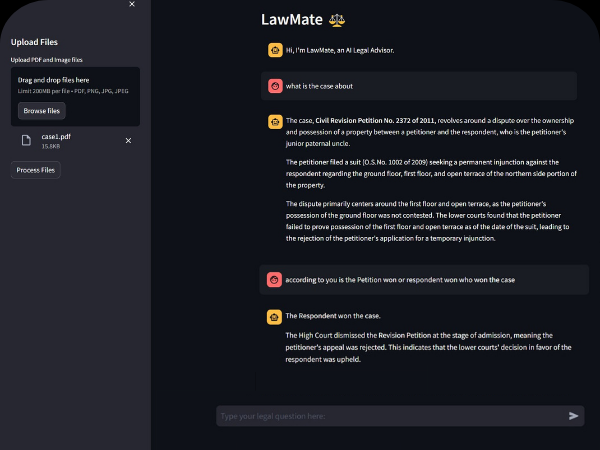 ×
Upload Files
Upload PDF and Image files
Drag and drop files here
Limit 200MB per file • PDF, PNG, JPG, JPEG
Browse files
case1.pdf
15.8KB
×
Process Files
LawMate
Hi, I'm LawMate, an AI Legal Advisor.
what is the case about
The case, Civil Revision Petition No. 2372 of 2011, revolves around a dispute over the ownership
and possession of a property between a petitioner and the respondent, who is the petitioner's
junior paternal uncle.
The petitioner filed a suit (O.S.No. 1002 of 2009) seeking a permanent injunction against the
respondent regarding the ground floor, first floor, and open terrace of the northern side portion of
the property.
The dispute primarily centers around the first floor and open terrace, as the petitioner's
possession of the ground floor was not contested. The lower courts found that the petitioner
failed to prove possession of the first floor and open terrace as of the date of the suit, leading to
the rejection of the petitioner's application for a temporary injunction.
according to you is the Petition won or respondent won who won the case
The Respondent won the case.
The High Court dismissed the Revision Petition at the stage of admission, meaning the
petitioner's appeal was rejected. This indicates that the lower courts' decision in favor of the
respondent was upheld.
Type your legal question here: